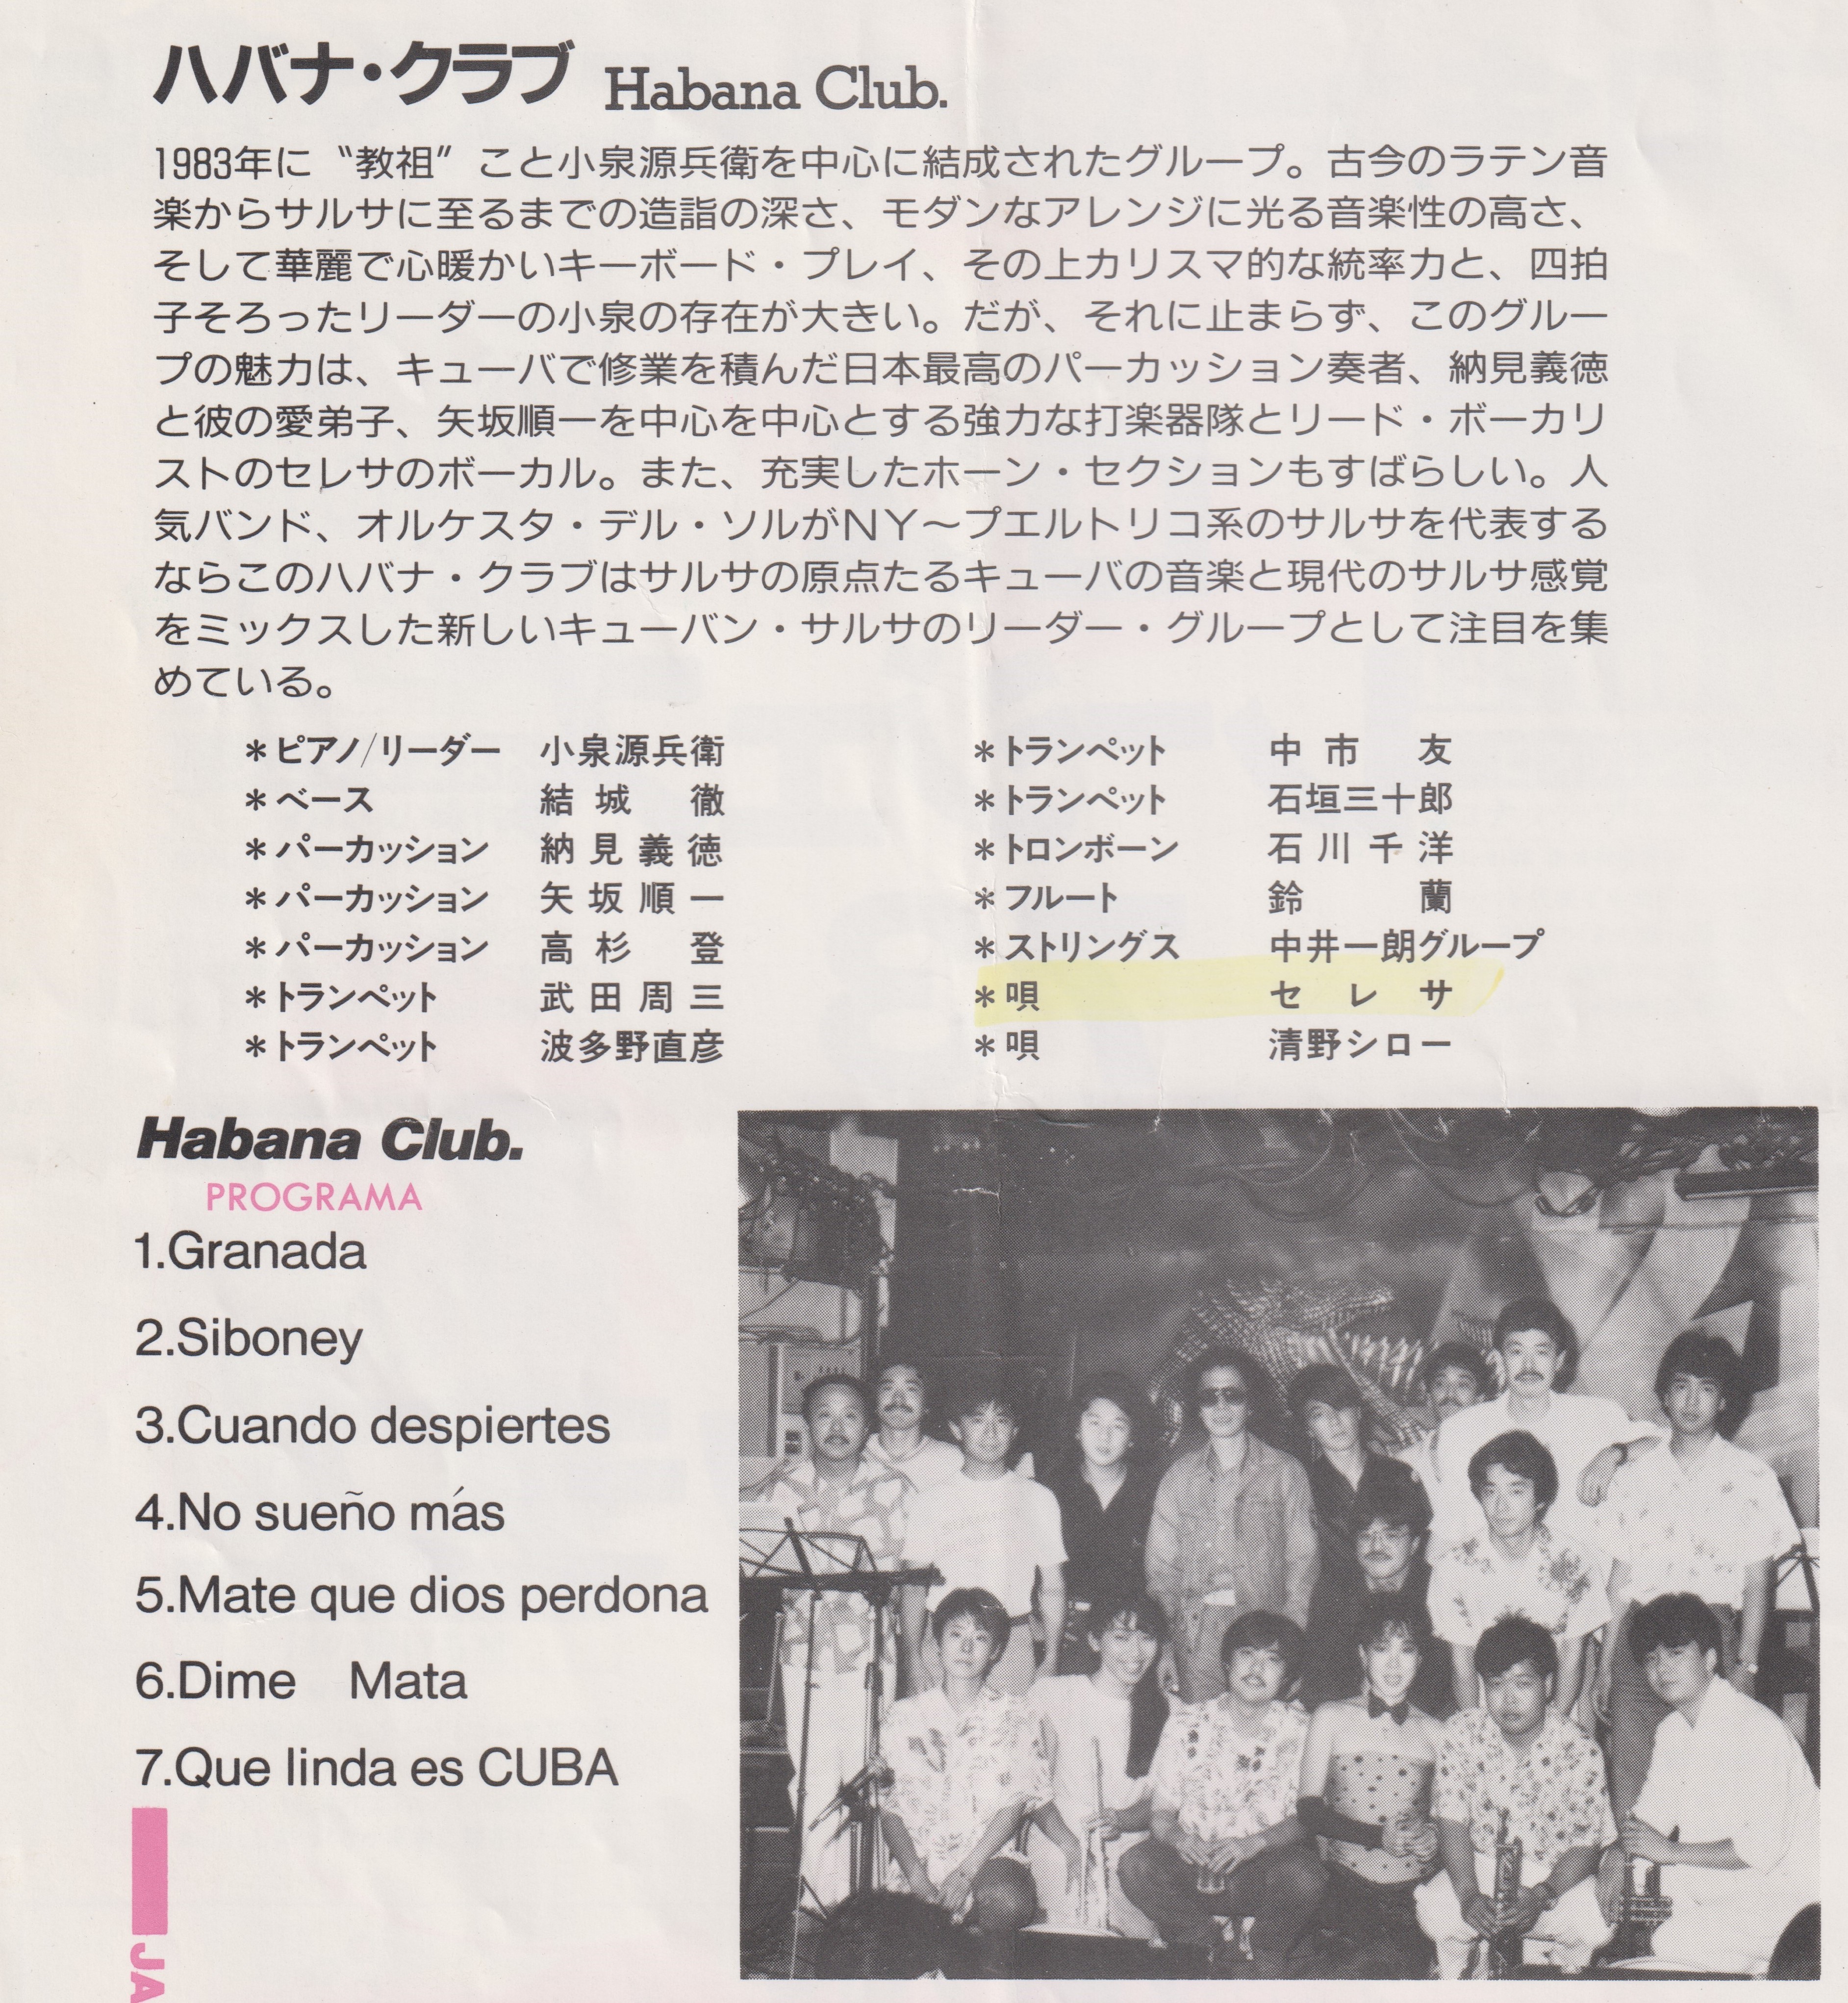 ハバナ・クラブ Habana Club.
1983年に〝教祖〞こと小泉源兵衛を中心に結成されたグループ。古今のラテン音
楽からサルサに至るまでの造詣の深さ、モダンなアレンジに光る音楽性の高さ、
そして華麗で心暖かいキーボード・プレイ、その上カリスマ的な統率力と、四拍
子そろったリーダーの小泉の存在が大きい。だが、それに止まらず、このグルー
プの魅力は、キューバで修業を積んだ日本最高のパーカッション奏者、納見義徳
と彼の愛弟子、矢坂順一を中心を中心とする強力な打楽器隊とリード・ボーカリ
ストのセレサのボーカル。また、充実したホーン・セクションもすばらしい。人
気バンド、オルケスタ・デル・ソルがＮＹ〜プエルトリコ系のサルサを代表する
ならこのハバナ・クラブはサルサの原点たるキューバの音楽と現代のサルサ感覚
をミックスした新しいキューバン・サルサのリーダー・グループとして注目を集
めている。
＊ピアノ/リーダー 小泉源兵衛
＊ベース 結城 徹
＊パーカッション 納見義徳
＊パーカッション 矢坂順一
＊パーカッション 高杉 登
＊トランペット 武田周三
＊トランペット 波多野直彦
＊トランペット 中市 友
＊トランペット 石垣三十郎
＊トロンボーン 石川千洋
＊フルート 鈴 蘭
＊ストリングス 中井一朗グループ
＊唄 セレサ
＊唄 清野シロー
Habana Club.
PROGRAMA
1.Granada
2.Siboney
3.Cuando despiertes
4.No sueño más
5.Mate que dios perdona
6.Dime Mata
7.Que linda es CUBA
JA